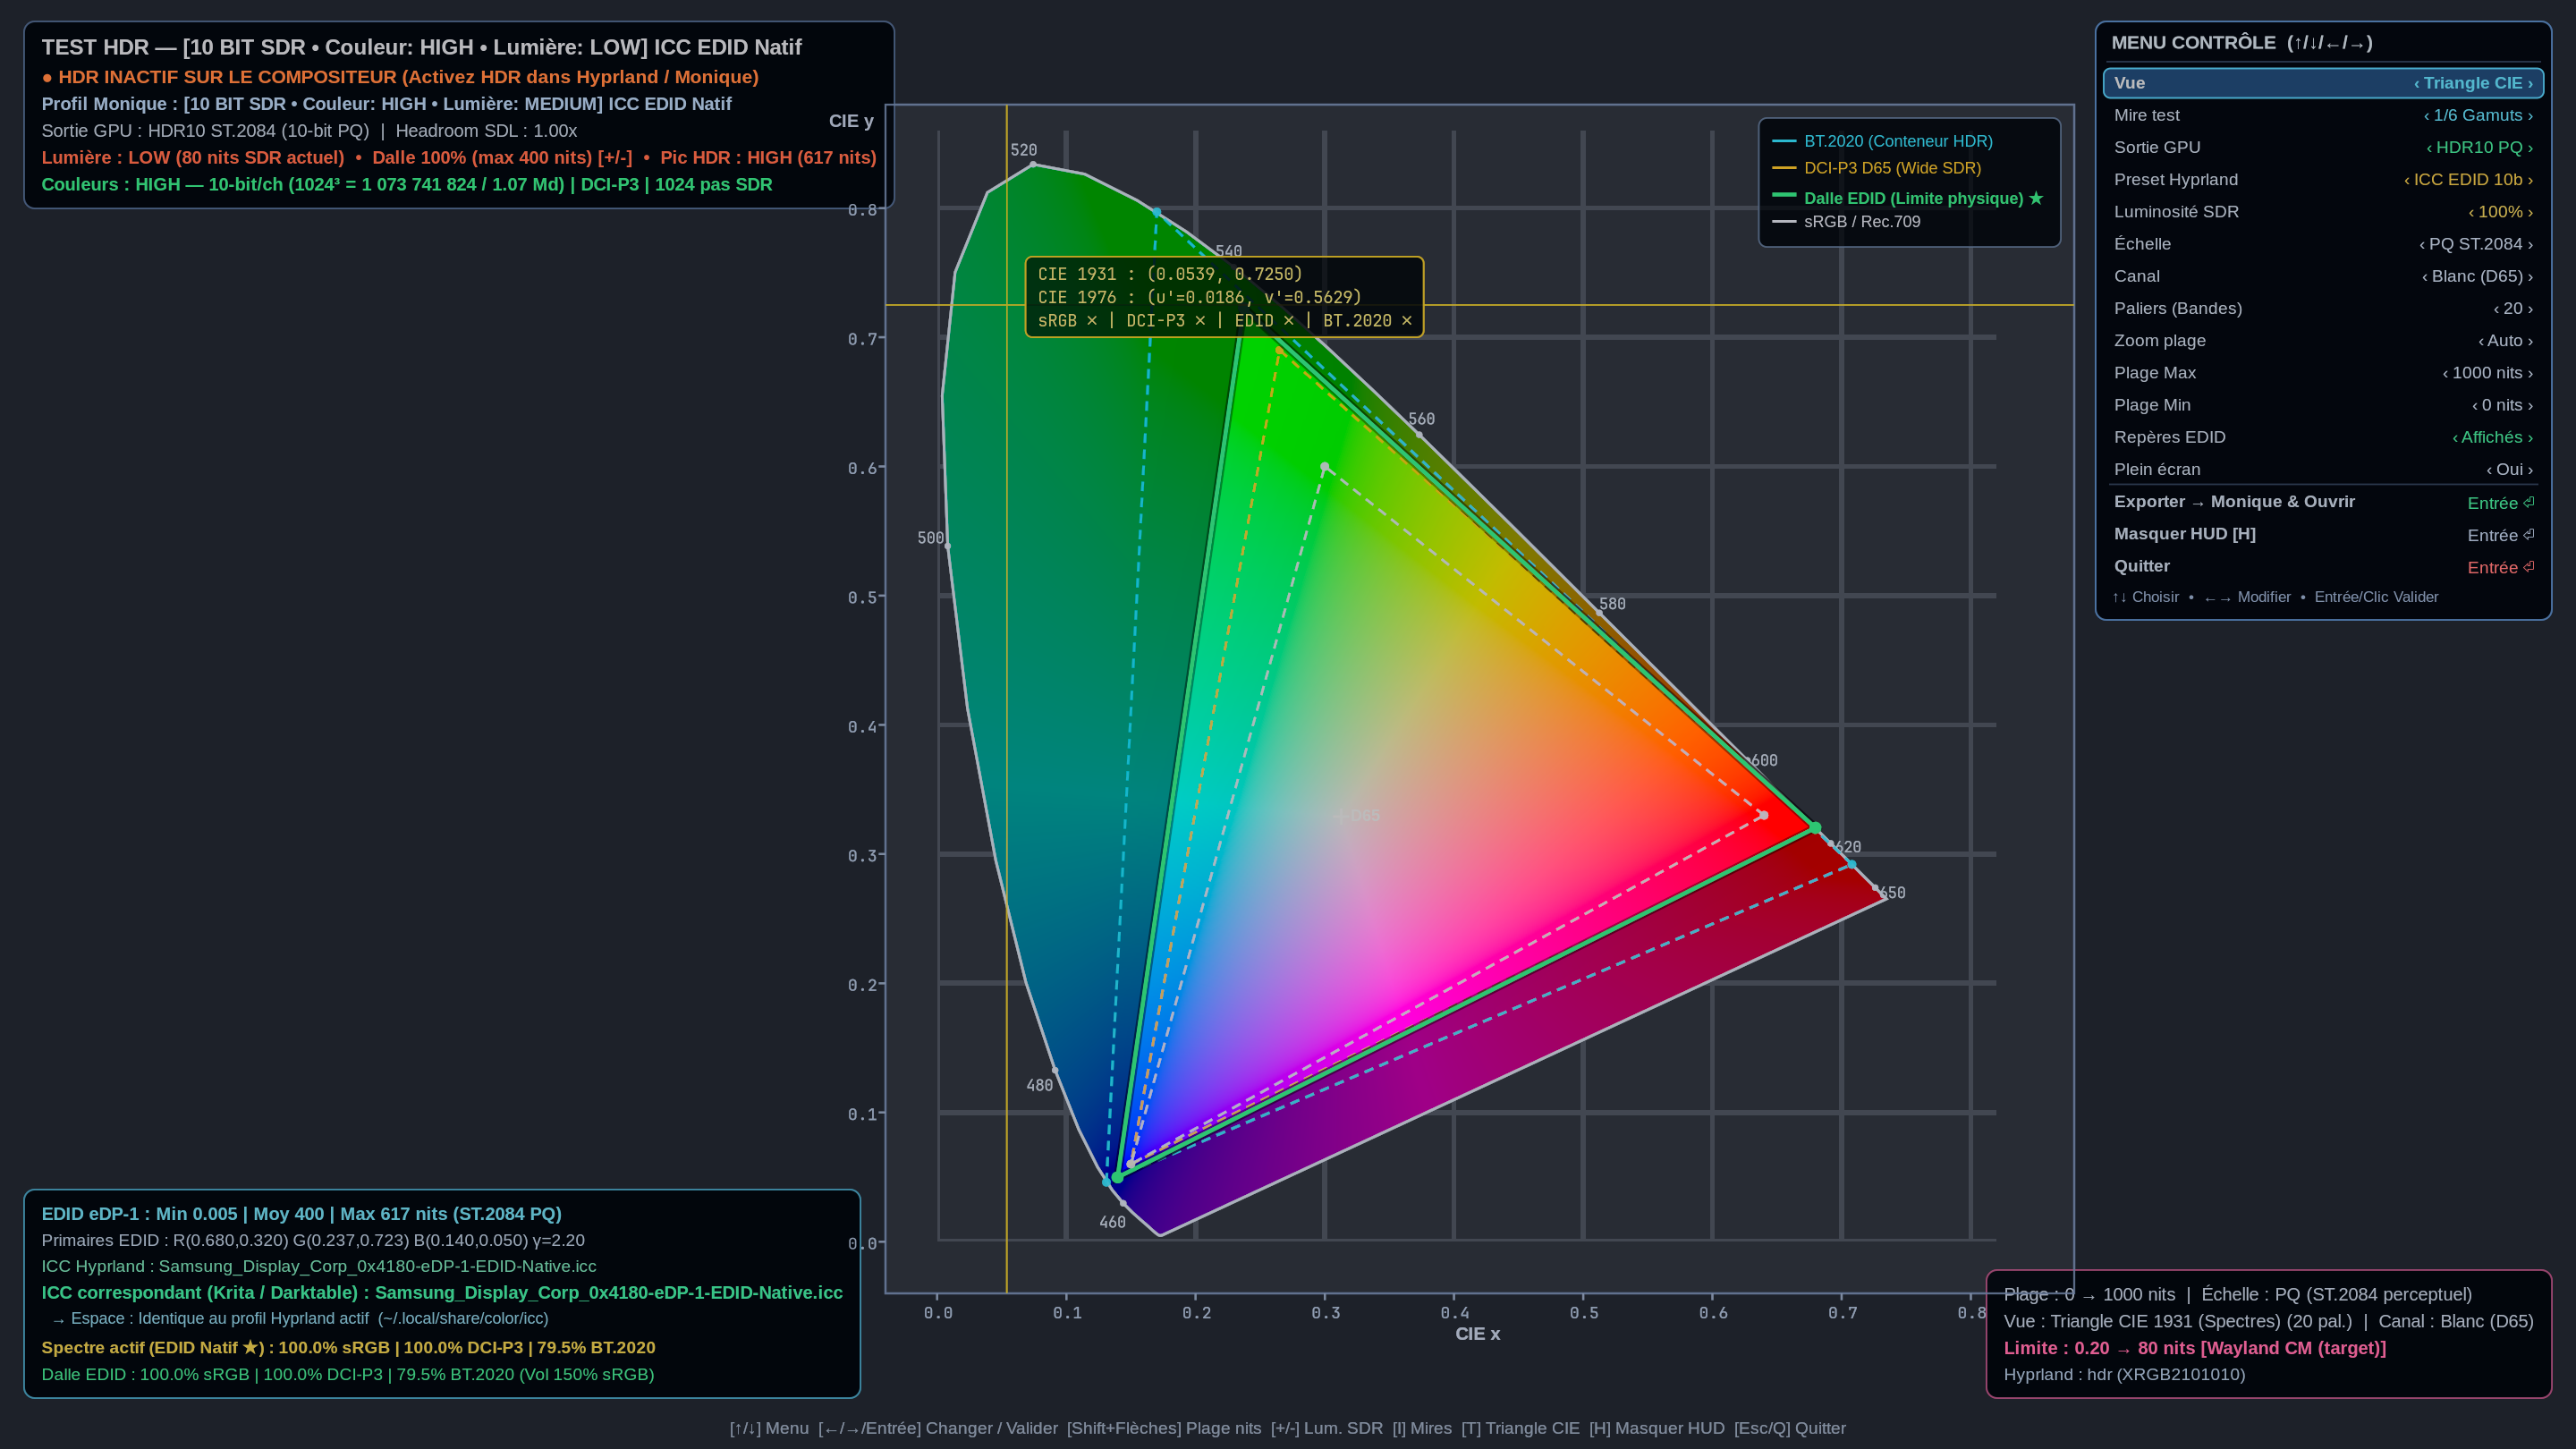 TEST HDR — [10 BIT SDR • Couleur: HIGH • Lumière: LOW] ICC EDID Natif
● HDR INACTIF SUR LE COMPOSITEUR (Activez HDR dans Hyprland / Monique)
Profil Monique : [10 BIT SDR • Couleur: HIGH • Lumière: MEDIUM] ICC EDID Natif
Sortie GPU : HDR10 ST.2084 (10-bit PQ) | Headroom SDL : 1.00x
Lumière : LOW (80 nits SDR actuel) • Dalle 100% (max 400 nits) [+/-] • Pic HDR : HIGH (617 nits)
Couleurs : HIGH — 10-bit/ch (1024³ = 1 073 741 824 / 1.07 Md) | DCI-P3 | 1024 pas SDR
MENU CONTRÔLE (↑/↓/←/→)
Vue ‹ Triangle CIE ›
Mire test ‹ 1/6 Gamuts ›
Sortie GPU ‹ HDR10 PQ ›
Preset Hyprland ‹ ICC EDID 10b ›
Luminosité SDR ‹ 100% ›
Échelle ‹ PQ ST.2084 ›
Canal ‹ Blanc (D65) ›
Paliers (Bandes) ‹ 20 ›
Zoom plage ‹ Auto ›
Plage Max ‹ 1000 nits ›
Plage Min ‹ 0 nits ›
Repères EDID ‹ Affichés ›
Plein écran ‹ Oui ›
Exporter → Monique & Ouvrir Entrée ⏎
Masquer HUD [H] Entrée ⏎
Quitter Entrée ⏎
↑↓ Choisir • ←→ Modifier • Entrée/Clic Valider
CIE y
BT.2020 (Conteneur HDR)
DCI-P3 D65 (Wide SDR)
Dalle EDID (Limite physique) ★
sRGB / Rec.709
520
540
560
580
600
620
650
500
480
460
CIE 1931 : (0.0539, 0.7250)
CIE 1976 : (u'=0.0186, v'=0.5629)
sRGB × | DCI-P3 × | EDID × | BT.2020 ×
+ D65
0.8
0.7
0.6
0.5
0.4
0.3
0.2
0.1
0.0
0.0 0.1 0.2 0.3 0.4 0.5 0.6 0.7 0.8
CIE x
EDID eDP-1 : Min 0.005 | Moy 400 | Max 617 nits (ST.2084 PQ)
Primaires EDID : R(0.680,0.320) G(0.237,0.723) B(0.140,0.050) γ=2.20
ICC Hyprland : Samsung_Display_Corp_0x4180-eDP-1-EDID-Native.icc
ICC correspondant (Krita / Darktable) : Samsung_Display_Corp_0x4180-eDP-1-EDID-Native.icc
→ Espace : Identique au profil Hyprland actif (~/.local/share/color/icc)
Spectre actif (EDID Natif ★) : 100.0% sRGB | 100.0% DCI-P3 | 79.5% BT.2020
Dalle EDID : 100.0% sRGB | 100.0% DCI-P3 | 79.5% BT.2020 (Vol 150% sRGB)
Plage : 0 → 1000 nits | Échelle : PQ (ST.2084 perceptuel)
Vue : Triangle CIE 1931 (Spectres) (20 pal.) | Canal : Blanc (D65)
Limite : 0.20 → 80 nits [Wayland CM (target)]
Hyprland : hdr (XRGB2101010)
[↑/↓] Menu [←/→/Entrée] Changer / Valider [Shift+Flèches] Plage nits [+/-] Lum. SDR [I] Mires [T] Triangle CIE [H] Masquer HUD [Esc/Q] Quitter